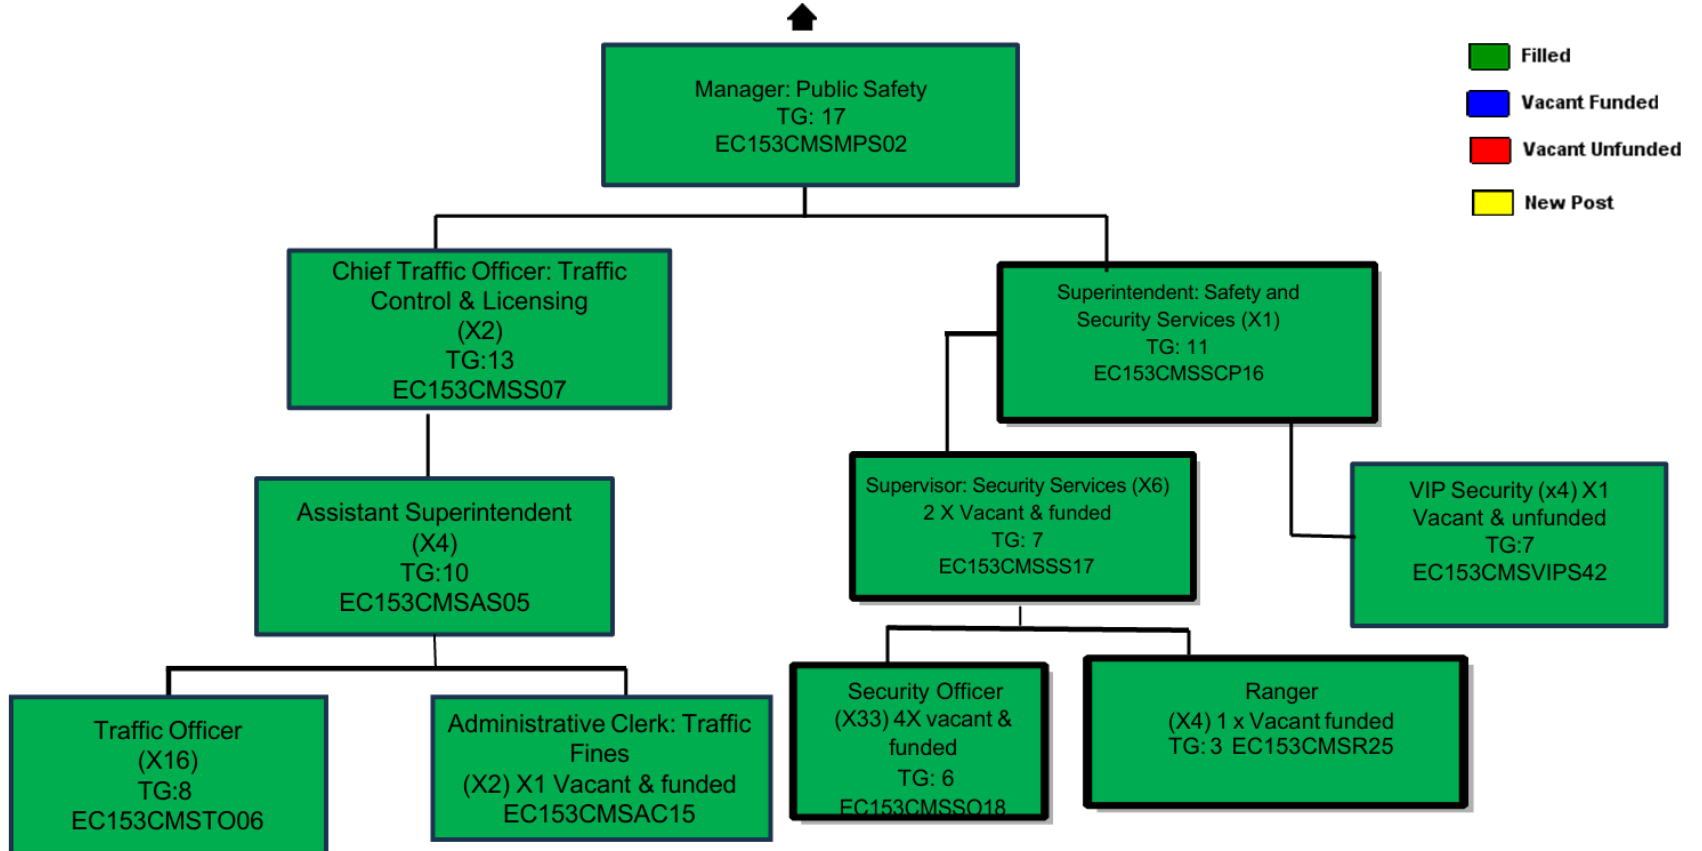 Manager: Public Safety
TG: 17
EC153CMSMPS02
Filled
Vacant Funded
Vacant Unfunded
New Post
Chief Traffic Officer: Traffic
Control & Licensing
(X2)
TG:13
EC153CMSS07
Superintendent: Safety and
Security Services (X1)
TG: 11
EC153CMSSCP16
Assistant Superintendent
(X4)
TG:10
EC153CMSAS05
Supervisor: Security Services (X6)
2 X Vacant & funded
TG: 7
EC153CMSSS17
VIP Security (x4) X1
Vacant & unfunded
TG:7
EC153CMSVIPS42
Traffic Officer
(X16)
TG:8
EC153CMSTO06
Administrative Clerk: Traffic
Fines
(X2) X1 Vacant & funded
EC153CMSAC15
Security Officer
(X33) 4X vacant &
funded
TG: 6
EC153CMSSO18
Ranger
(X4) 1 x Vacant funded
TG: 3 EC153CMSR25